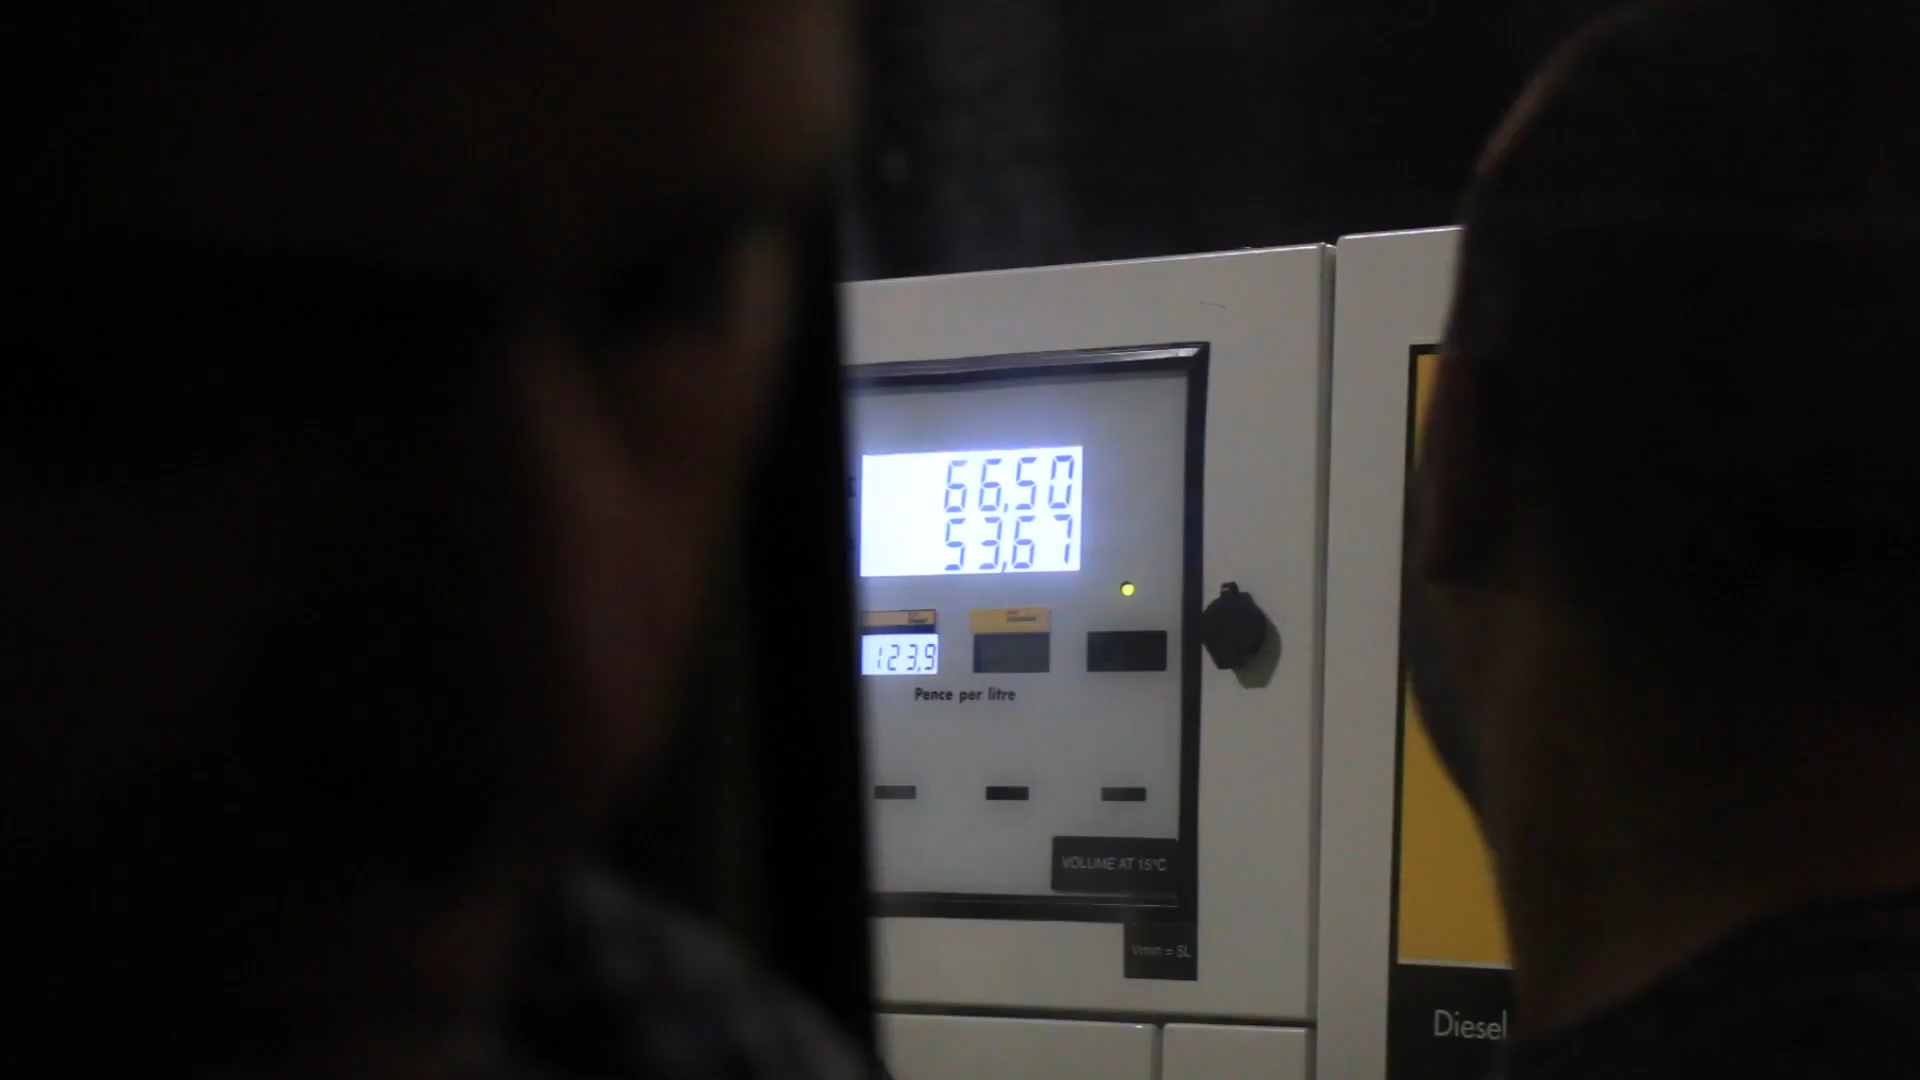 66,50
53,67
123,9
Pence per litre
VOLUME AT 15°C
Vmin = 5L
Diesel